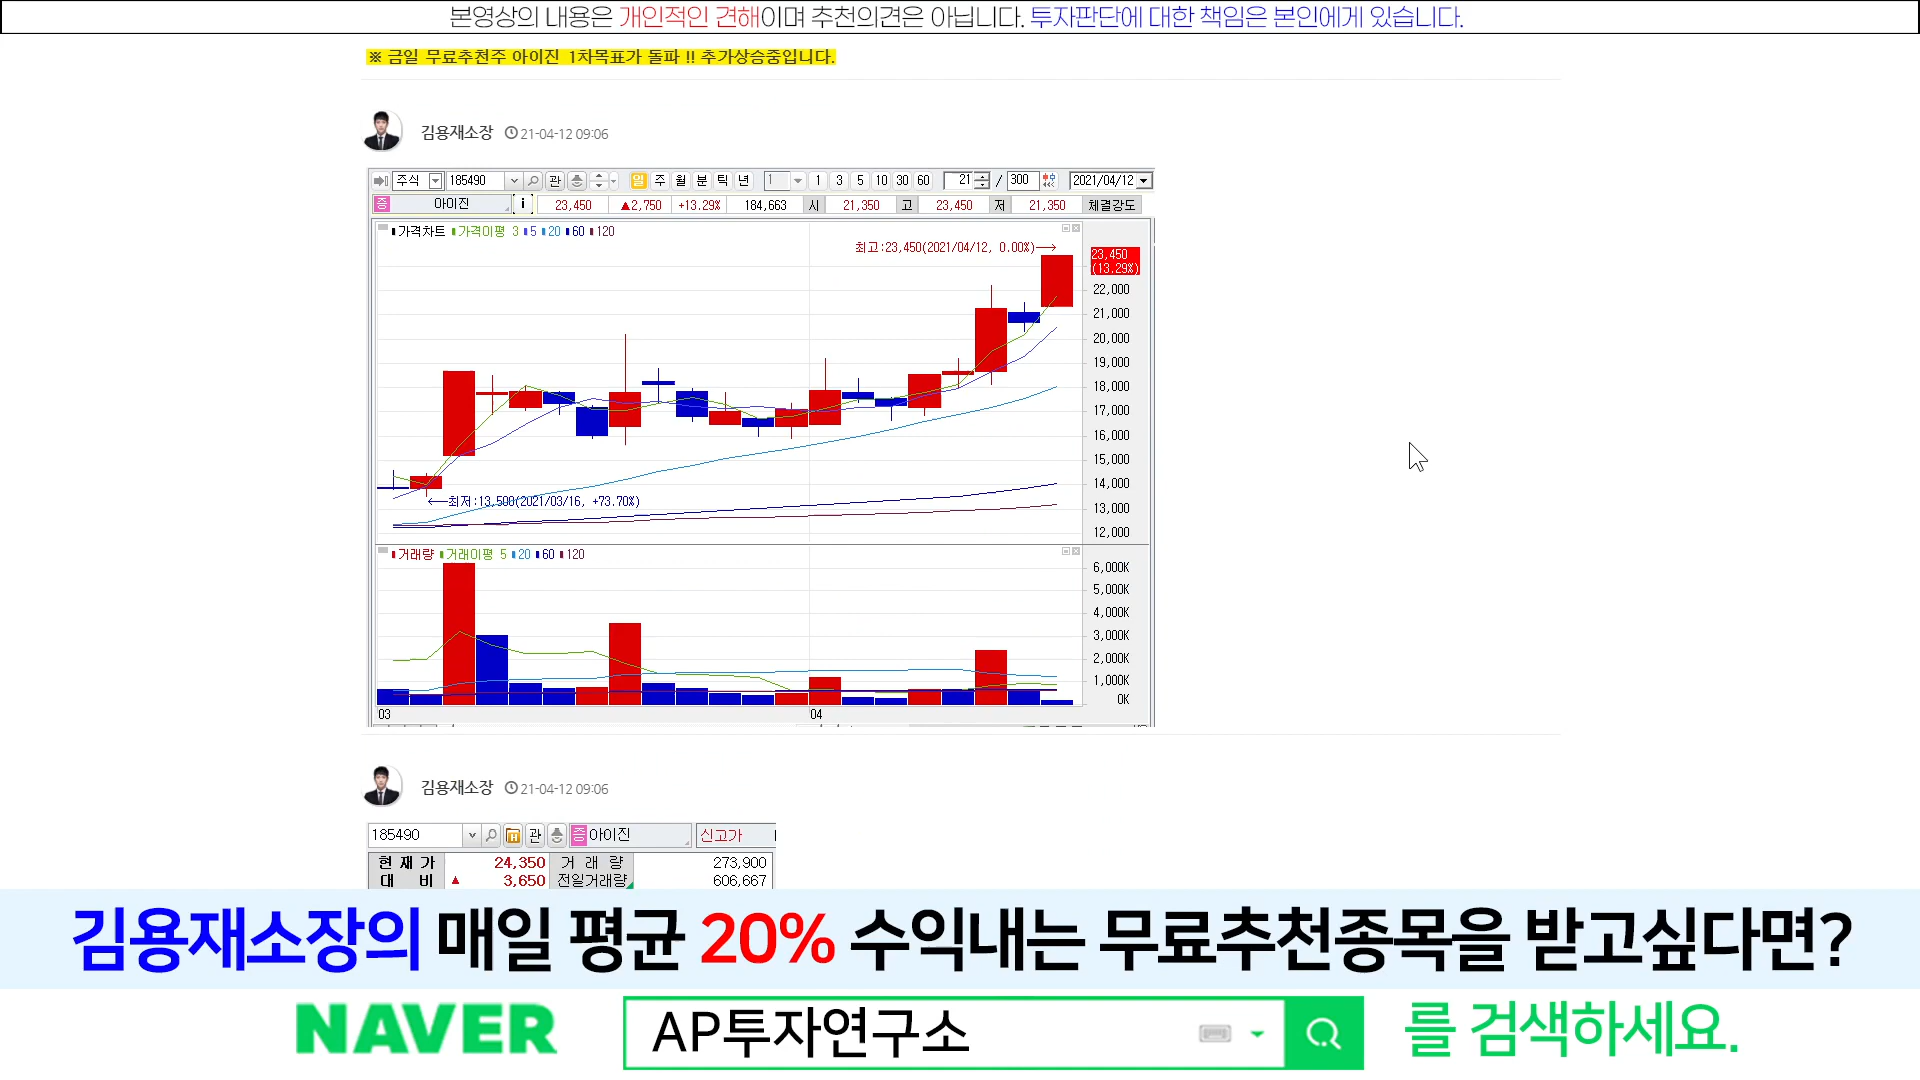 본영상의 내용은 개인적인 견해이며 추천의견은 아닙니다. 투자판단에 대한 책임은 본인에게 있습니다.
※ 금일 무료추천주 아이진 1차목표가 돌파 !! 추가상승중입니다.
김용재소장 21-04-12 09:06
주식 185490 관 일 주 월 분 틱 년 1 1 3 5 10 30 60 21 / 300 2021/04/12
증 아이진 i 23,450 ▲2,750 +13.29% 184,663 시 21,350 고 23,450 저 21,350 체결강도
가격차트 가격이평 3 5 20 60 120
최고:23,450(2021/04/12, 0.00%)
23,450
(13.29%)
22,000
21,000
20,000
19,000
18,000
17,000
16,000
15,000
14,000
최저:13,500(2021/03/16, +73.70%)
13,000
12,000
거래량 거래이평 5 20 60 120
6,000K
5,000K
4,000K
3,000K
2,000K
1,000K
0K
03 04
김용재소장 21-04-12 09:06
185490 관 증 아이진 신고가
현재가 24,350 거래량 273,900
대비 ▲ 3,650 전일거래량 606,667
김용재소장의 매일 평균 20% 수익내는 무료추천종목을 받고싶다면?
NAVER AP투자연구소 를 검색하세요.